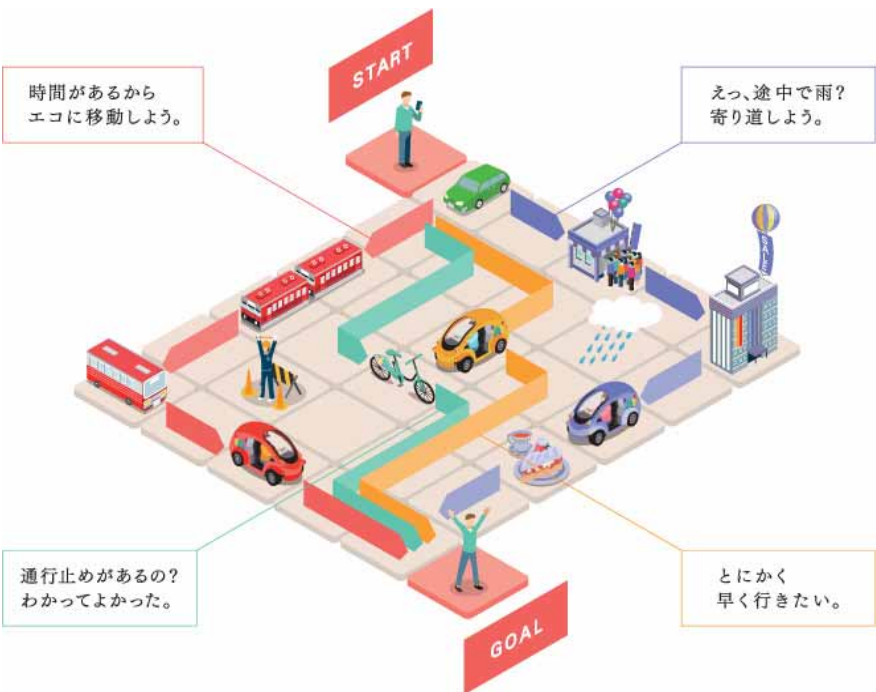 START
時間があるから
エコに移動しよう。
えっ、途中で雨?
寄り道しよう。
SALE
通行止めがあるの?
わかってよかった。
とにかく
早く行きたい。
GOAL